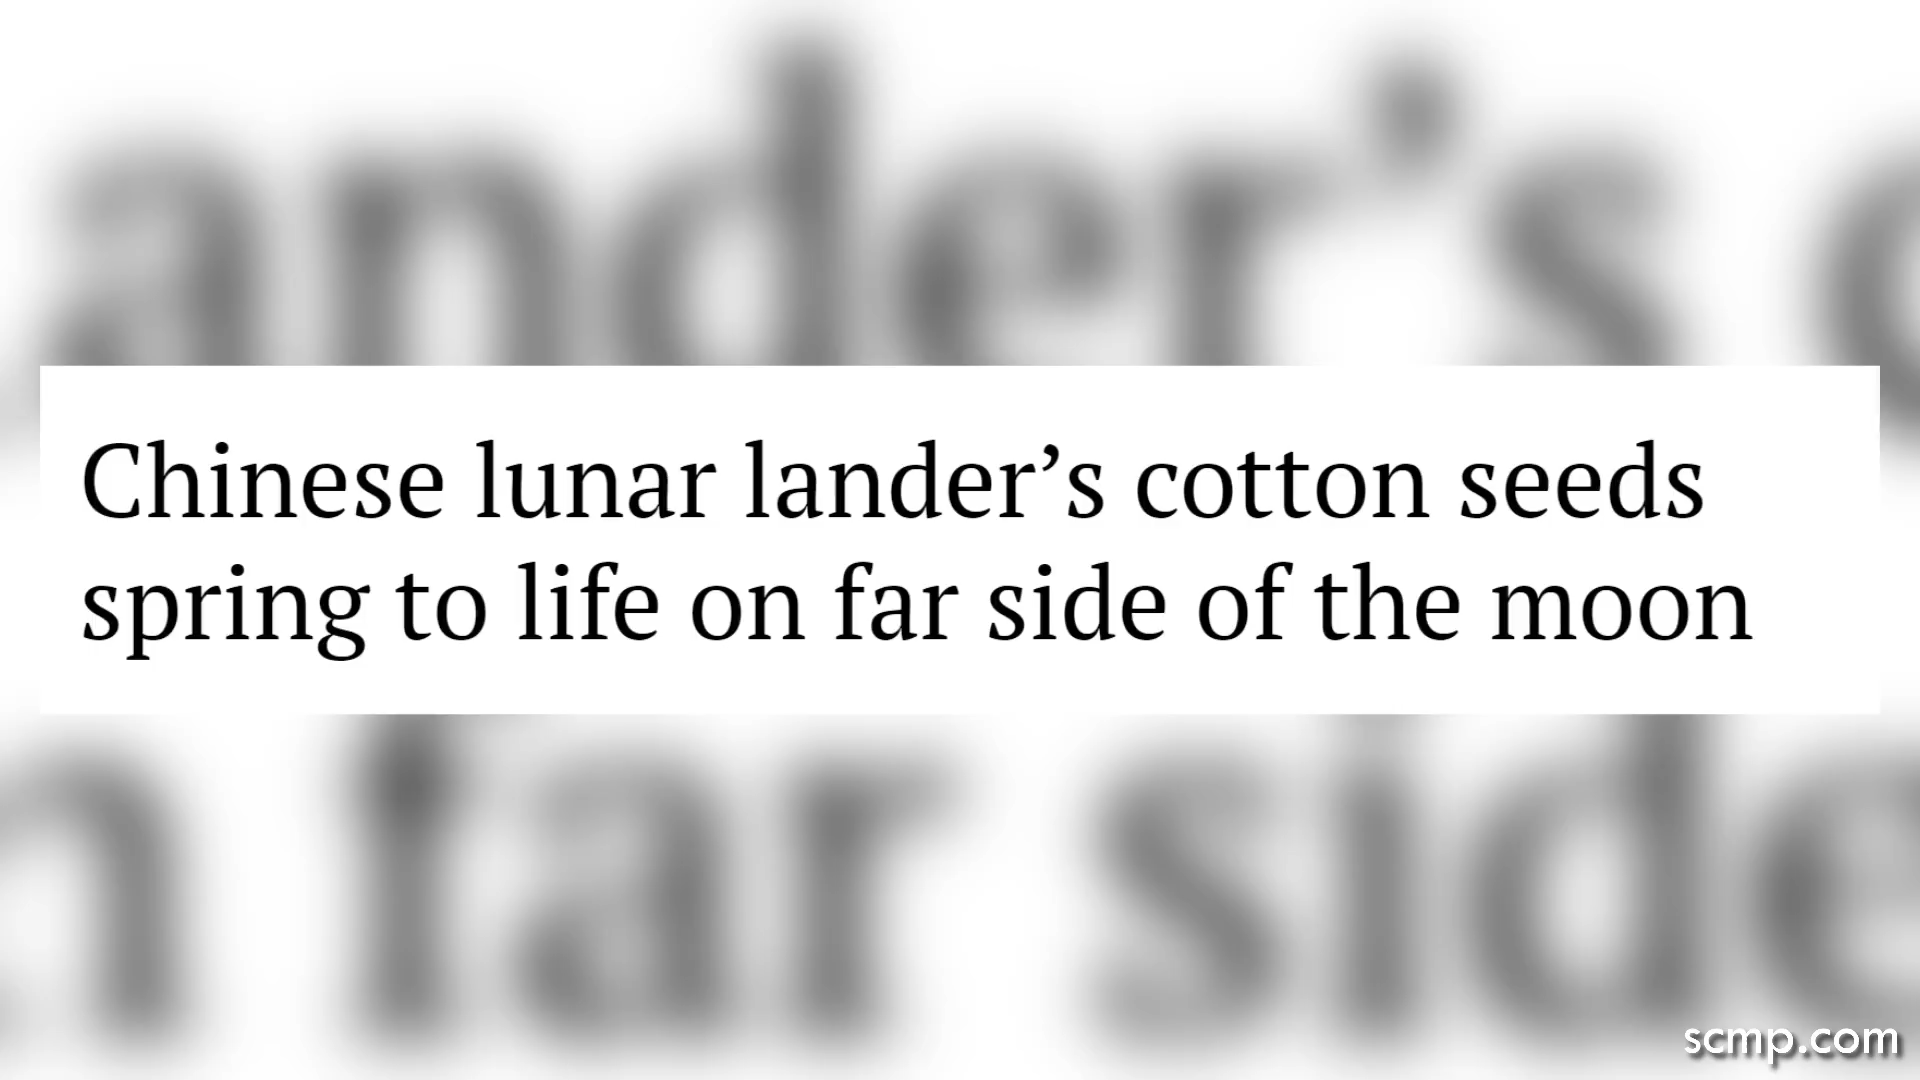 Chinese lunar lander’s cotton seeds
spring to life on far side of the moon
scmp.com